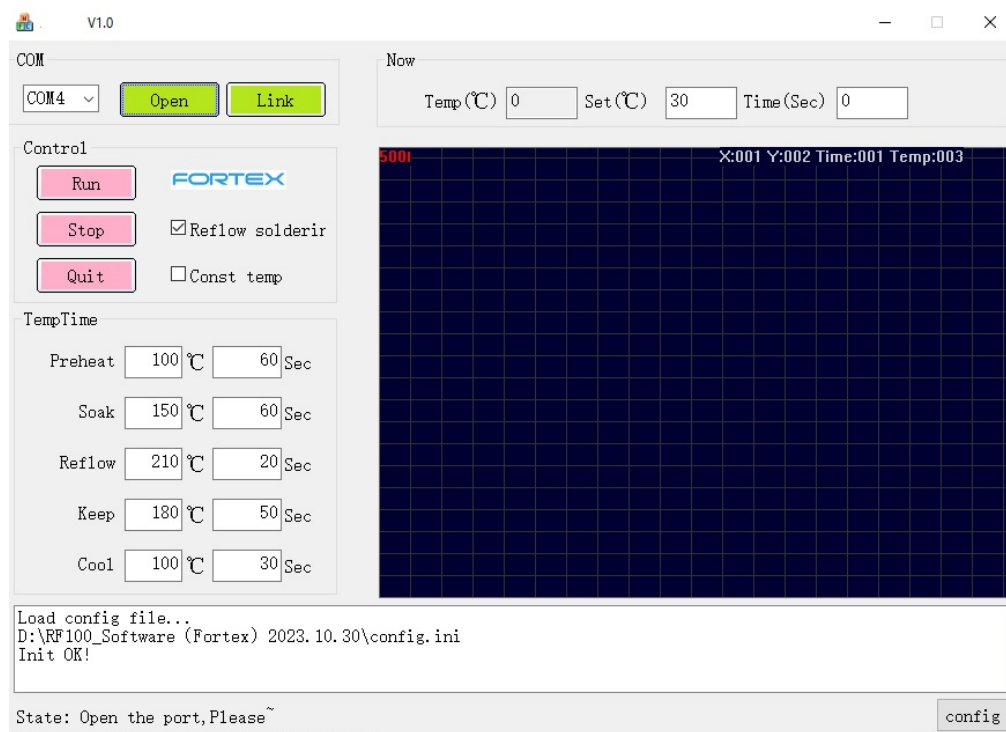 V1.0
COM
COM4
Open
Link
Now
Temp(℃) 0
Set(℃) 30
Time(Sec) 0
Control
Run
FORTEX
Stop
Reflow solderir
Quit
Const temp
500
X:001 Y:002 Time:001 Temp:003
TempTime
Preheat 100 ℃ 60 Sec
Soak 150 ℃ 60 Sec
Reflow 210 ℃ 20 Sec
Keep 180 ℃ 50 Sec
Cool 100 ℃ 30 Sec
Load config file...
D:\RF100_Software (Fortex) 2023.10.30\config.ini
Init OK!
State: Open the port,Please~
config